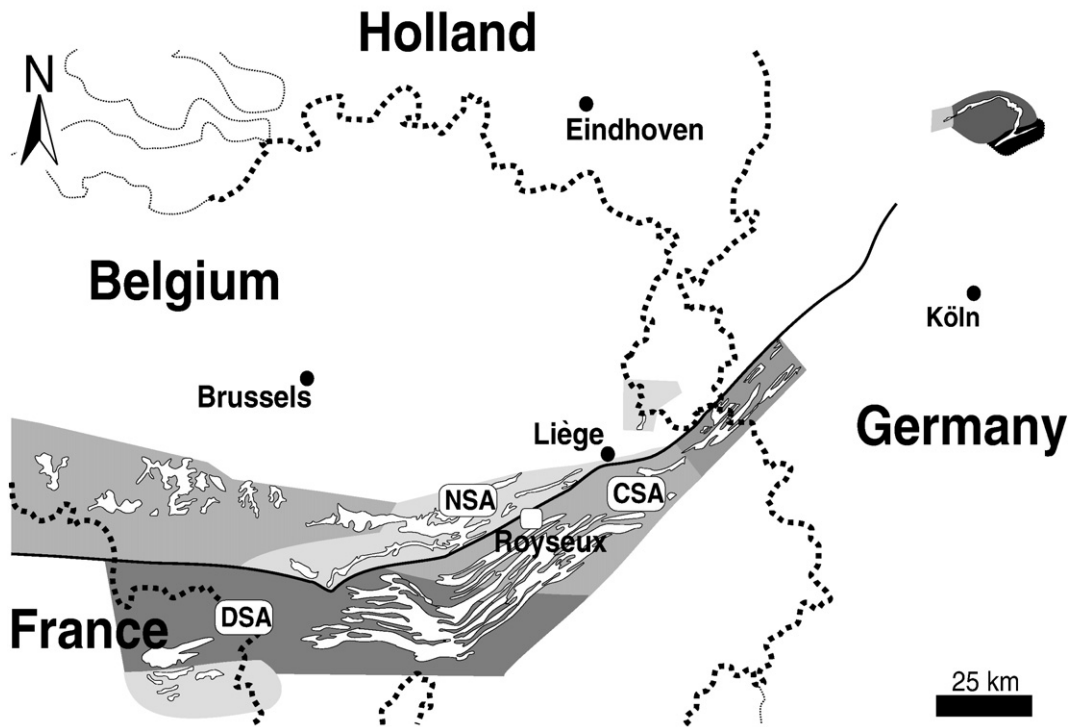 Holland
N
Eindhoven
Belgium
Köln
Brussels
Germany
Liège
NSA
CSA
Royseux
DSA
France
25 km